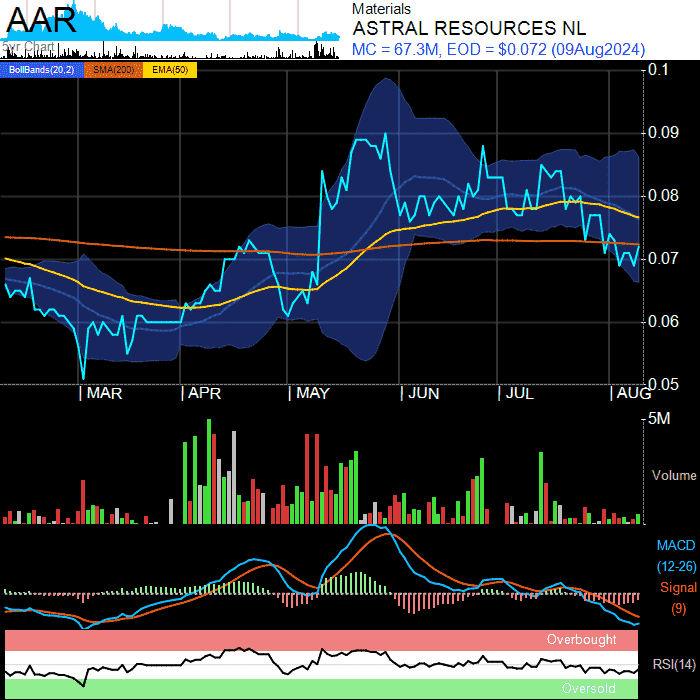 AAR
5yr Chart
Materials
ASTRAL RESOURCES NL
MC = 67.3M, EOD = $0.072 (09Aug2024)
BollBands(20,2) SMA(200) EMA(50)
0.1
0.09
0.08
0.07
0.06
0.05
MAR APR MAY JUN JUL AUG
5M
Volume
MACD
(12-26)
Signal
(9)
Overbought
RSI(14)
Oversold